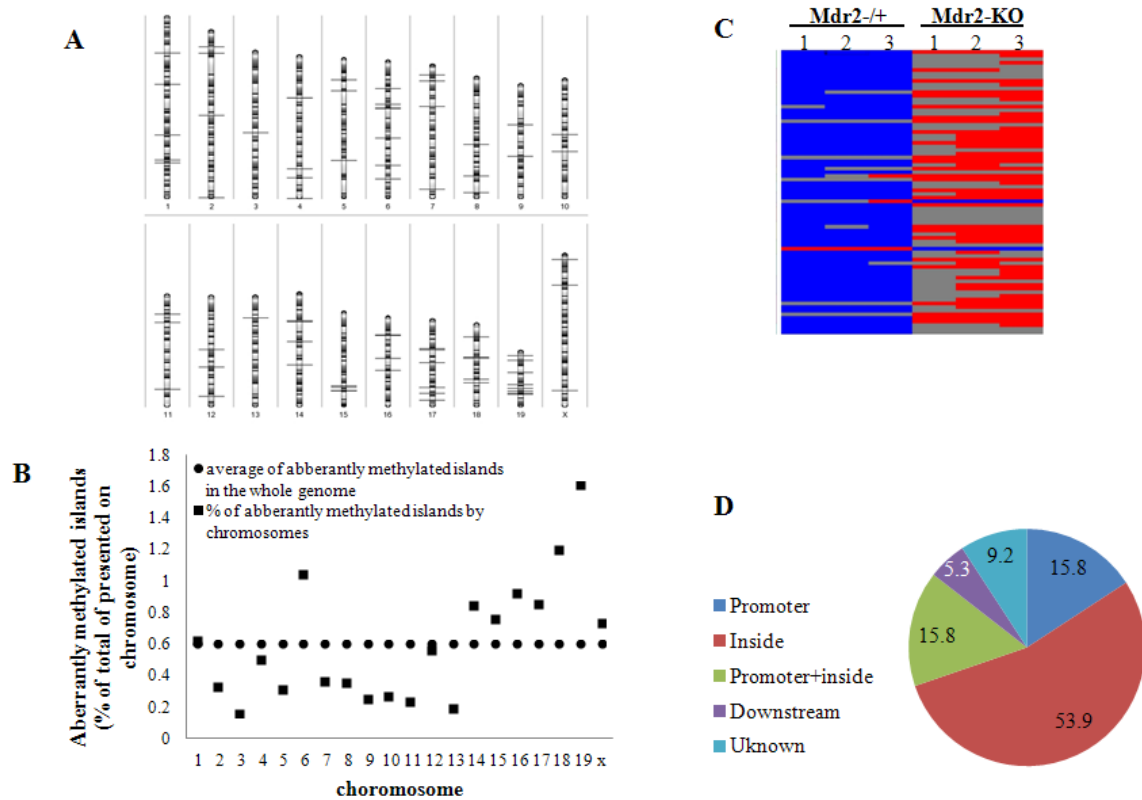 A
1 2 3 4 5 6 7 8 9 10
11 12 13 14 15 16 17 18 19 X
B
Aberrantly methylated islands
(% of total of presented on
chromosome)
1.8
1.6
1.4
1.2
1
0.8
0.6
0.4
0.2
0
average of abberantly methylated islands
in the whole genome
% of abberantly methylated islands by
chromosomes
1 2 3 4 5 6 7 8 9 10 11 12 13 14 15 16 17 18 19 x
choromosome
C
Mdr2-/+ Mdr2-KO
1 2 3 1 2 3
D
Promoter
Inside
Promoter+inside
Downstream
Uknown
15.8
53.9
15.8
5.3
9.2